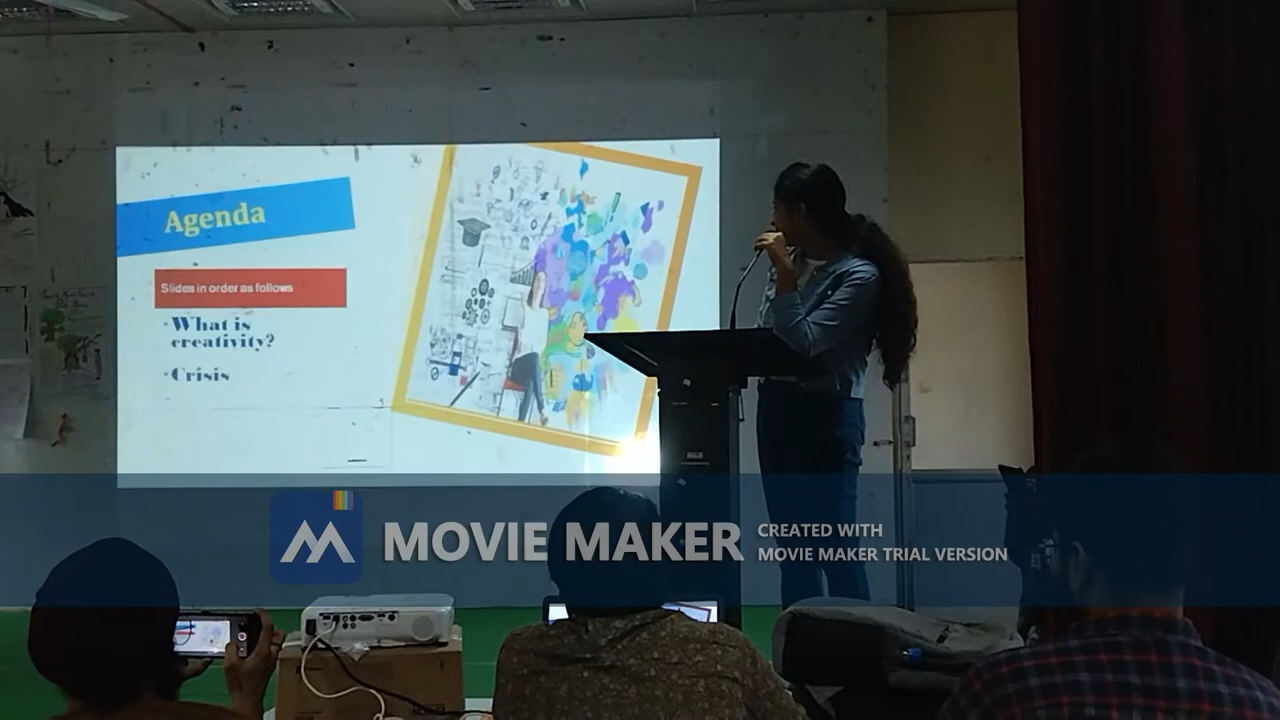 Agenda
Slides in order as follows
What is
creativity?
Crisis
MOVIE MAKER
CREATED WITH
MOVIE MAKER TRIAL VERSION